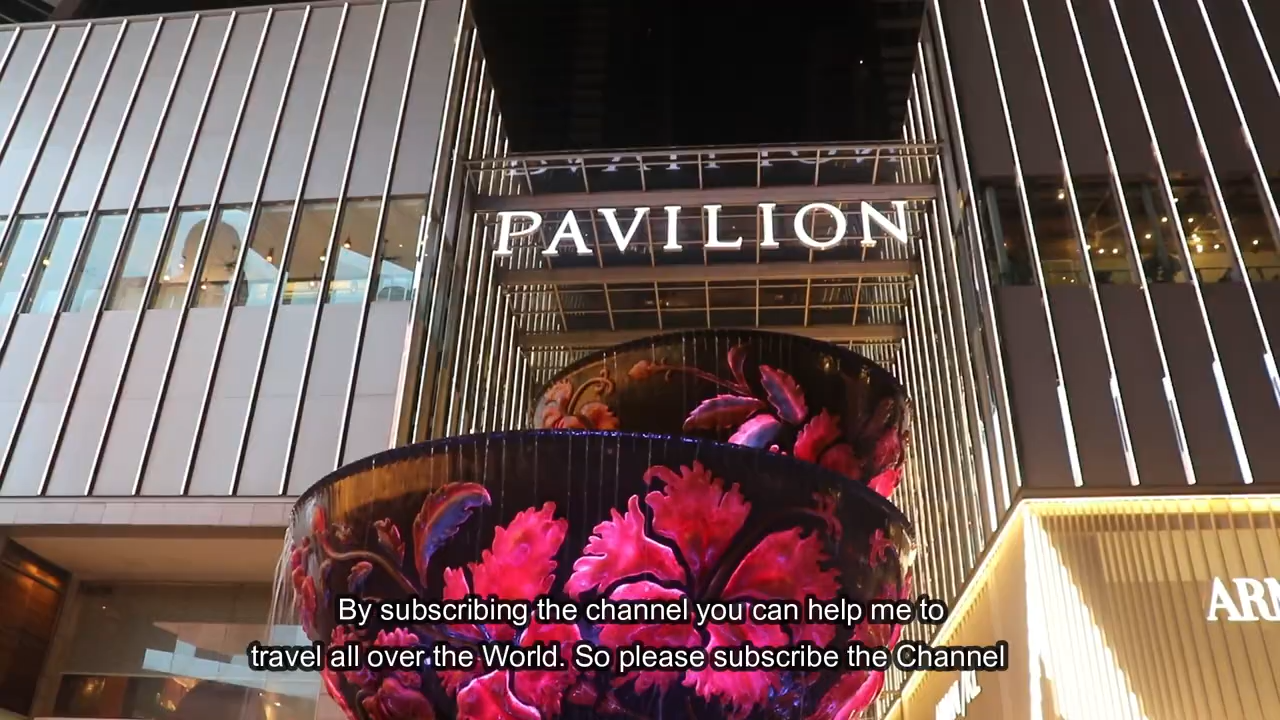 PAVILION
By subscribing the channel you can help me to
travel all over the World. So please subscribe the Channel